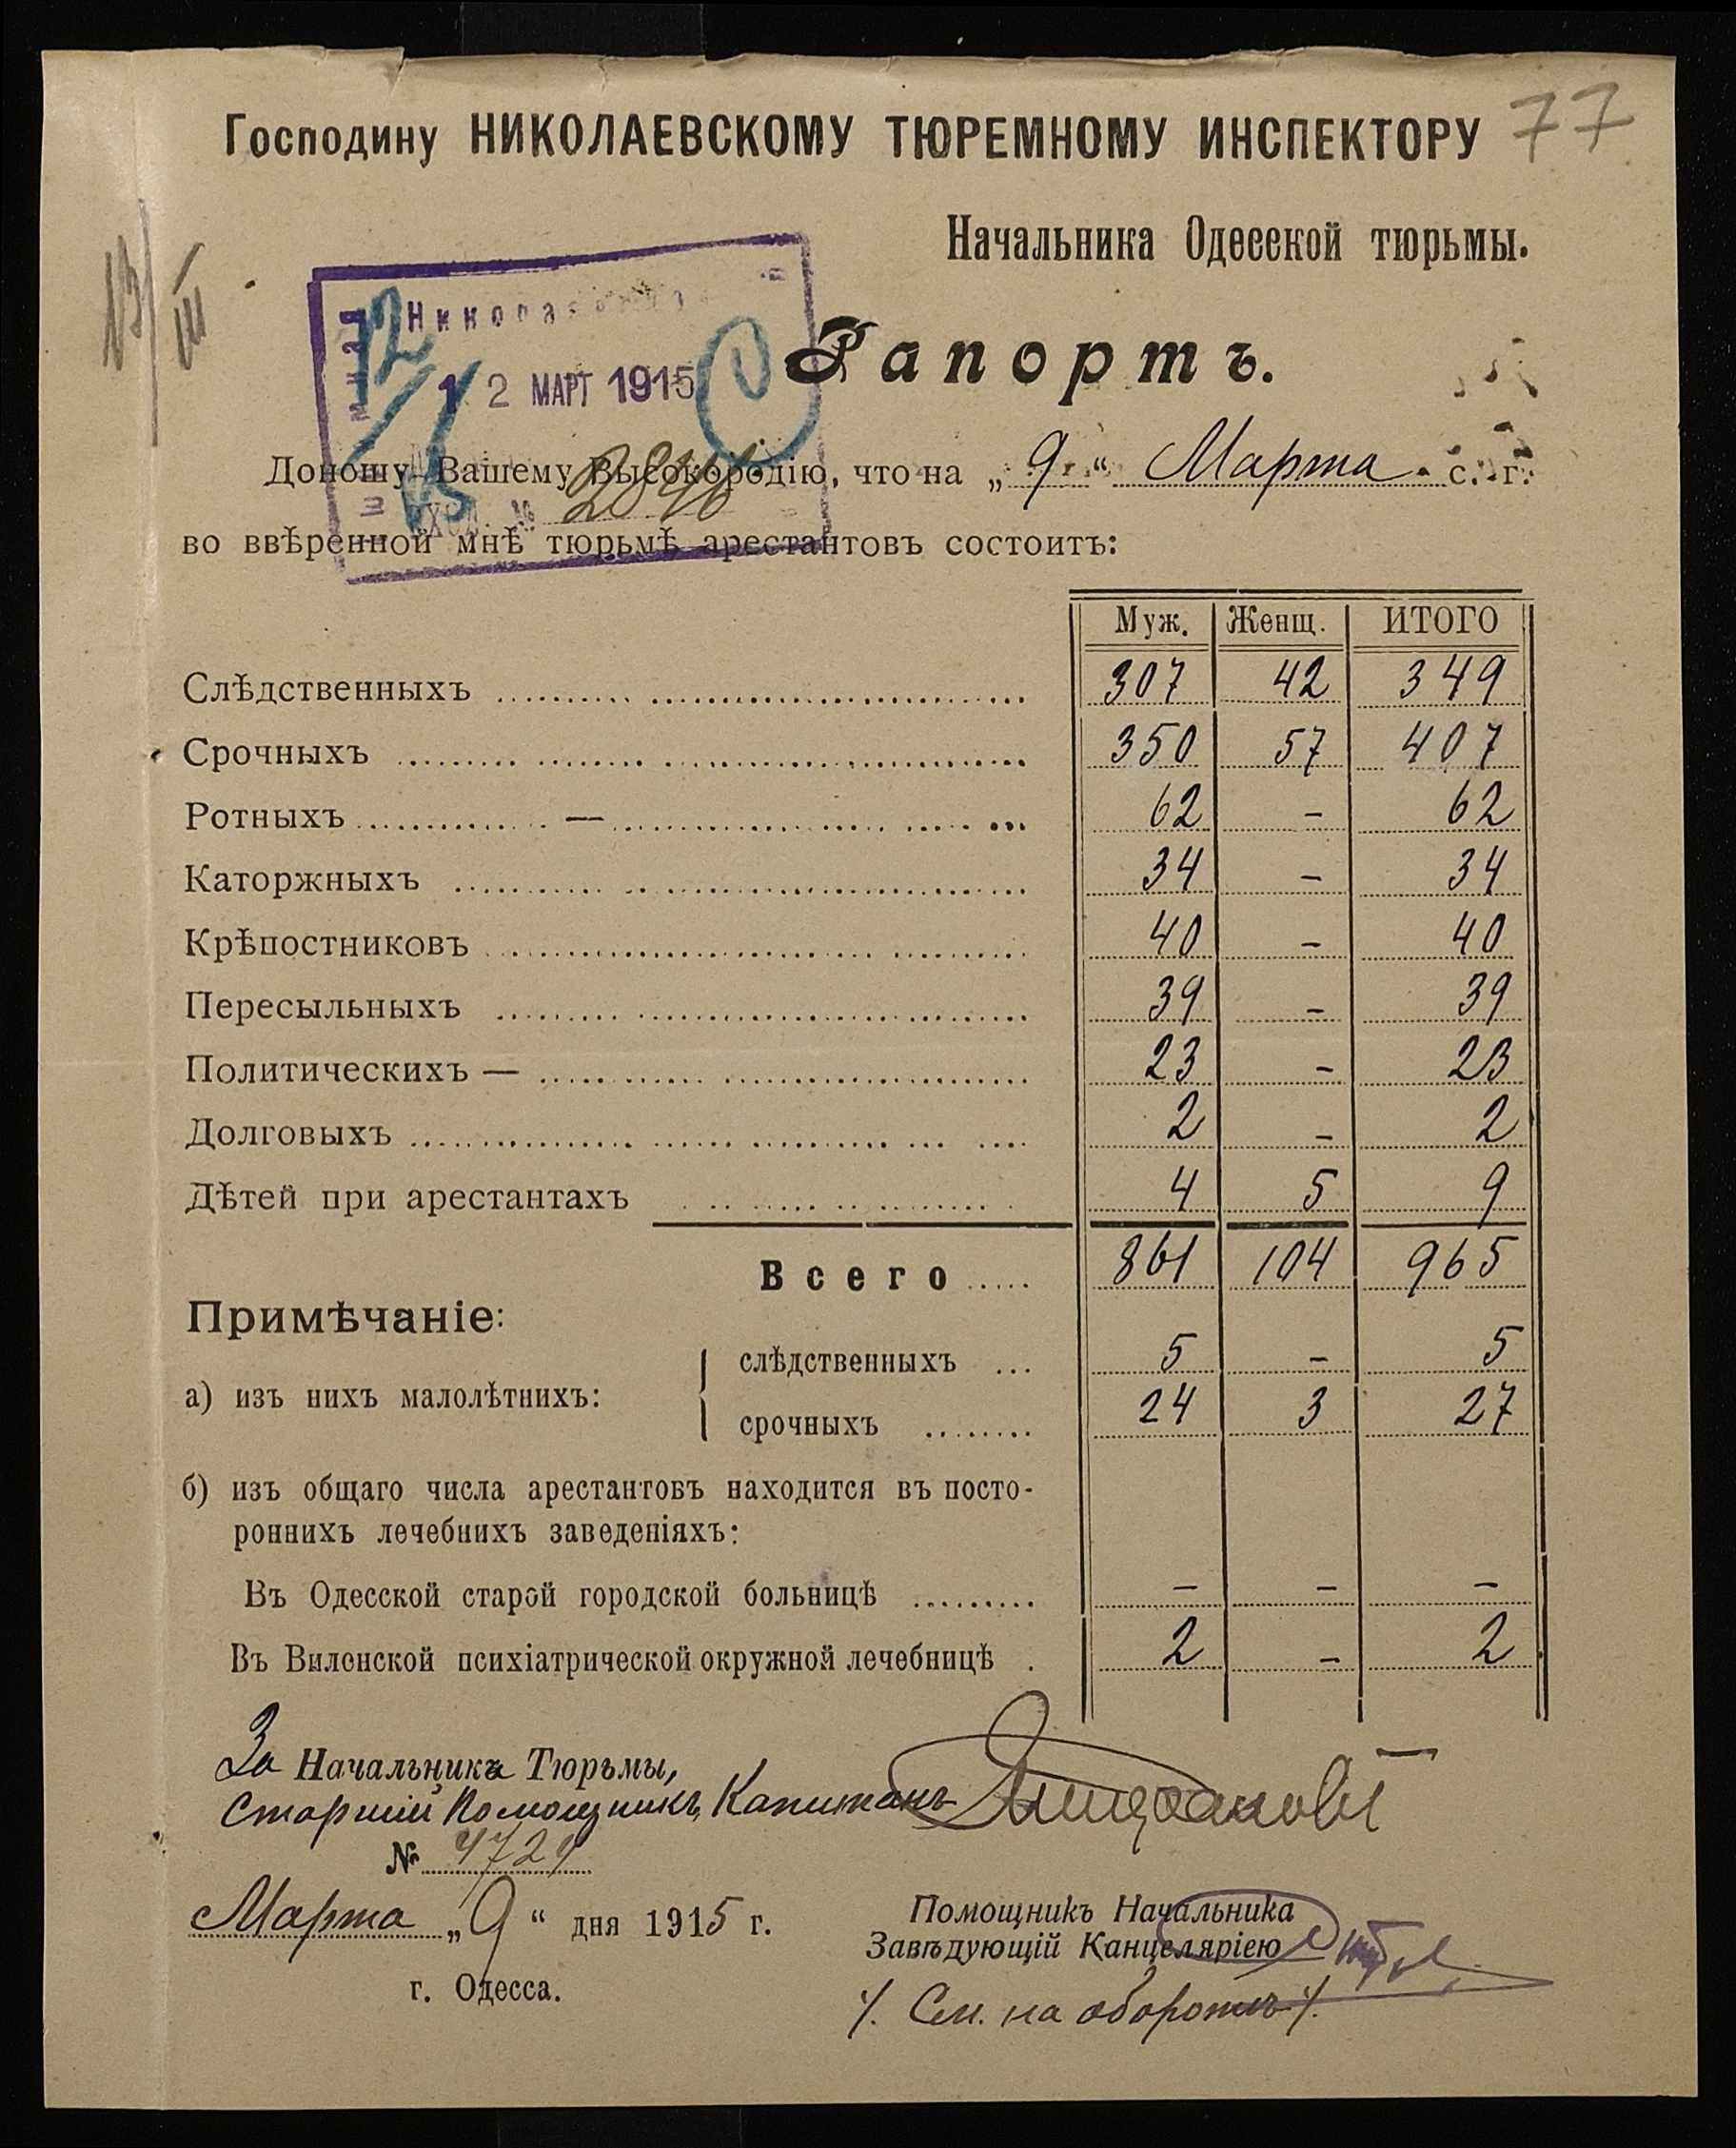 77
Господину НИКОЛАЕВСКОМУ ТЮРЕМНОМУ ИНСПЕКТОРУ
Начальника Одесской тюрьмы.
13/III
12 МАРТ 1915
Рапортъ.
Доношу Вашему Высокородію, что на „9“ Марта с. г.
во ввѣренной мнѣ тюрьмѣ арестантовъ состоитъ:
Муж. Женщ. ИТОГО
Слѣдственныхъ 307 42 349
Срочныхъ 350 57 407
Ротныхъ — 62 - 62
Каторжныхъ 34 - 34
Крѣпостниковъ 40 - 40
Пересыльныхъ 39 - 39
Политическихъ — 23 - 23
Долговыхъ 2 - 2
Дѣтей при арестантахъ 4 5 9
Всего 861 104 965
Примѣчаніе:
а) изъ нихъ малолѣтнихъ:
слѣдственныхъ 5 - 5
срочныхъ 24 3 27
б) изъ общаго числа арестантовъ находится въ посто-
роннихъ лечебнихъ заведеніяхъ:
Въ Одесской старой городской больницѣ - - -
Въ Виленской психіатрической окружной лечебницѣ 2 - 2
За Начальника Тюрьмы,
Старшій Помощникъ, Капитанъ
№ 4721
Марта „9“ дня 1915 г.
г. Одесса.
Помощникъ Начальника
Завѣдующій Канцеляріею
·/. См. на оборотѣ ·/.